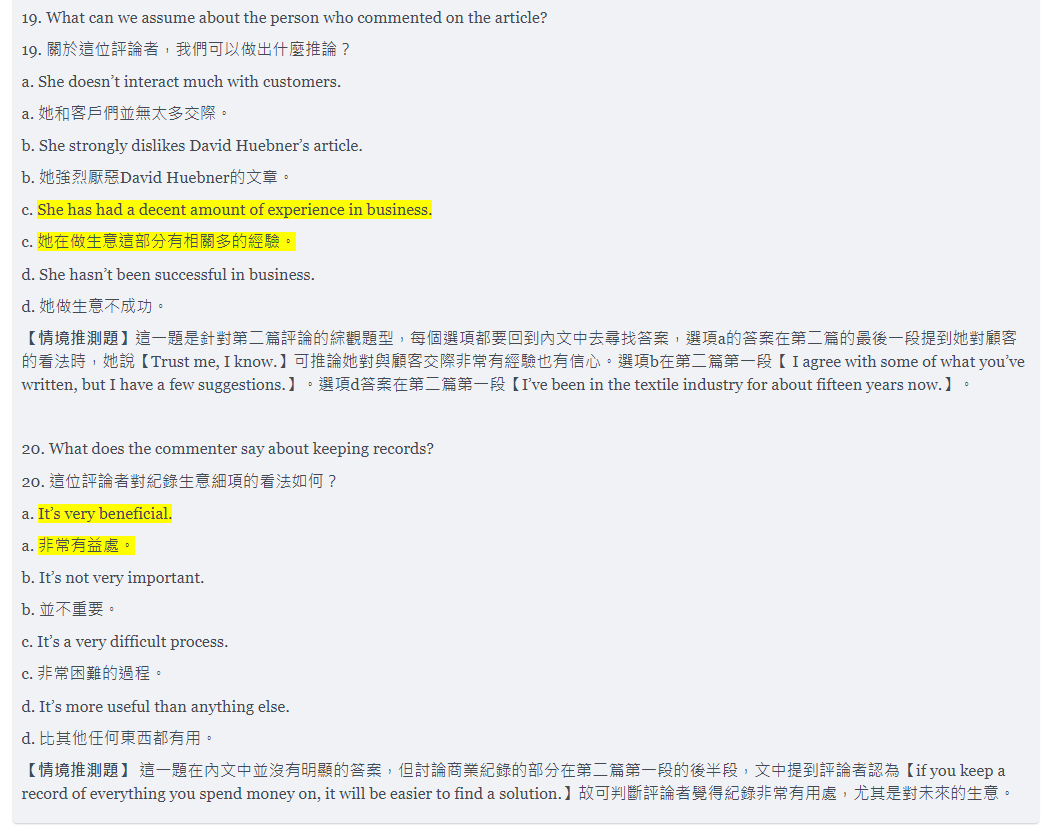 19. What can we assume about the person who commented on the article?
19. 關於這位評論者，我們可以做出什麼推論？
a. She doesn’t interact much with customers.
a. 她和客戶們並無太多交際。
b. She strongly dislikes David Huebner’s article.
b. 她強烈厭惡David Huebner的文章。
c. She has had a decent amount of experience in business.
c. 她在做生意這部分有相關多的經驗。
d. She hasn’t been successful in business.
d. 她做生意不成功。
【情境推測題】這一題是針對第二篇評論的綜觀題型，每個選項都要回到內文中去尋找答案，選項a的答案在第二篇的最後一段提到她對顧客
的看法時，她說【Trust me, I know.】可推論她對與顧客交際非常有經驗也有信心。選項b在第二篇第一段【 I agree with some of what you’ve
written, but I have a few suggestions.】。選項d答案在第二篇第一段【I’ve been in the textile industry for about fifteen years now.】。
20. What does the commenter say about keeping records?
20. 這位評論者對紀錄生意細項的看法如何？
a. It’s very beneficial.
a. 非常有益處。
b. It’s not very important.
b. 並不重要。
c. It’s a very difficult process.
c. 非常困難的過程。
d. It’s more useful than anything else.
d. 比其他任何東西都有用。
【情境推測題】 這一題在內文中並沒有明顯的答案，但討論商業紀錄的部分在第二篇第一段的後半段，文中提到評論者認為【if you keep a
record of everything you spend money on, it will be easier to find a solution.】故可判斷評論者覺得紀錄非常有用處，尤其是對未來的生意。